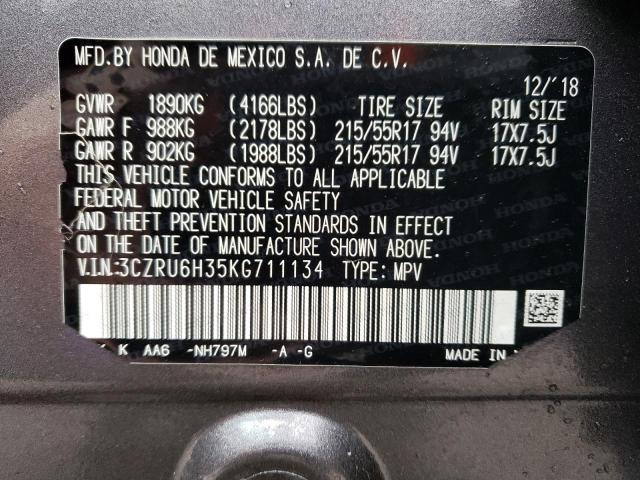 MFD.BY HONDA DE MEXICO S.A. DE C.V.
12/'18
GVWR 1890KG (4166LBS) TIRE SIZE RIM SIZE
GAWR F 988KG (2178LBS) 215/55R17 94V 17X7.5J
GAWR R 902KG (1988LBS) 215/55R17 94V 17X7.5J
THIS VEHICLE CONFORMS TO ALL APPLICABLE
FEDERAL MOTOR VEHICLE SAFETY
AND THEFT PREVENTION STANDARDS IN EFFECT
ON THE DATE OF MANUFACTURE SHOWN ABOVE.
V.I.N:3CZRU6H35KG711134 TYPE: MPV
K AA6 -NH797M -A -G MADE IN